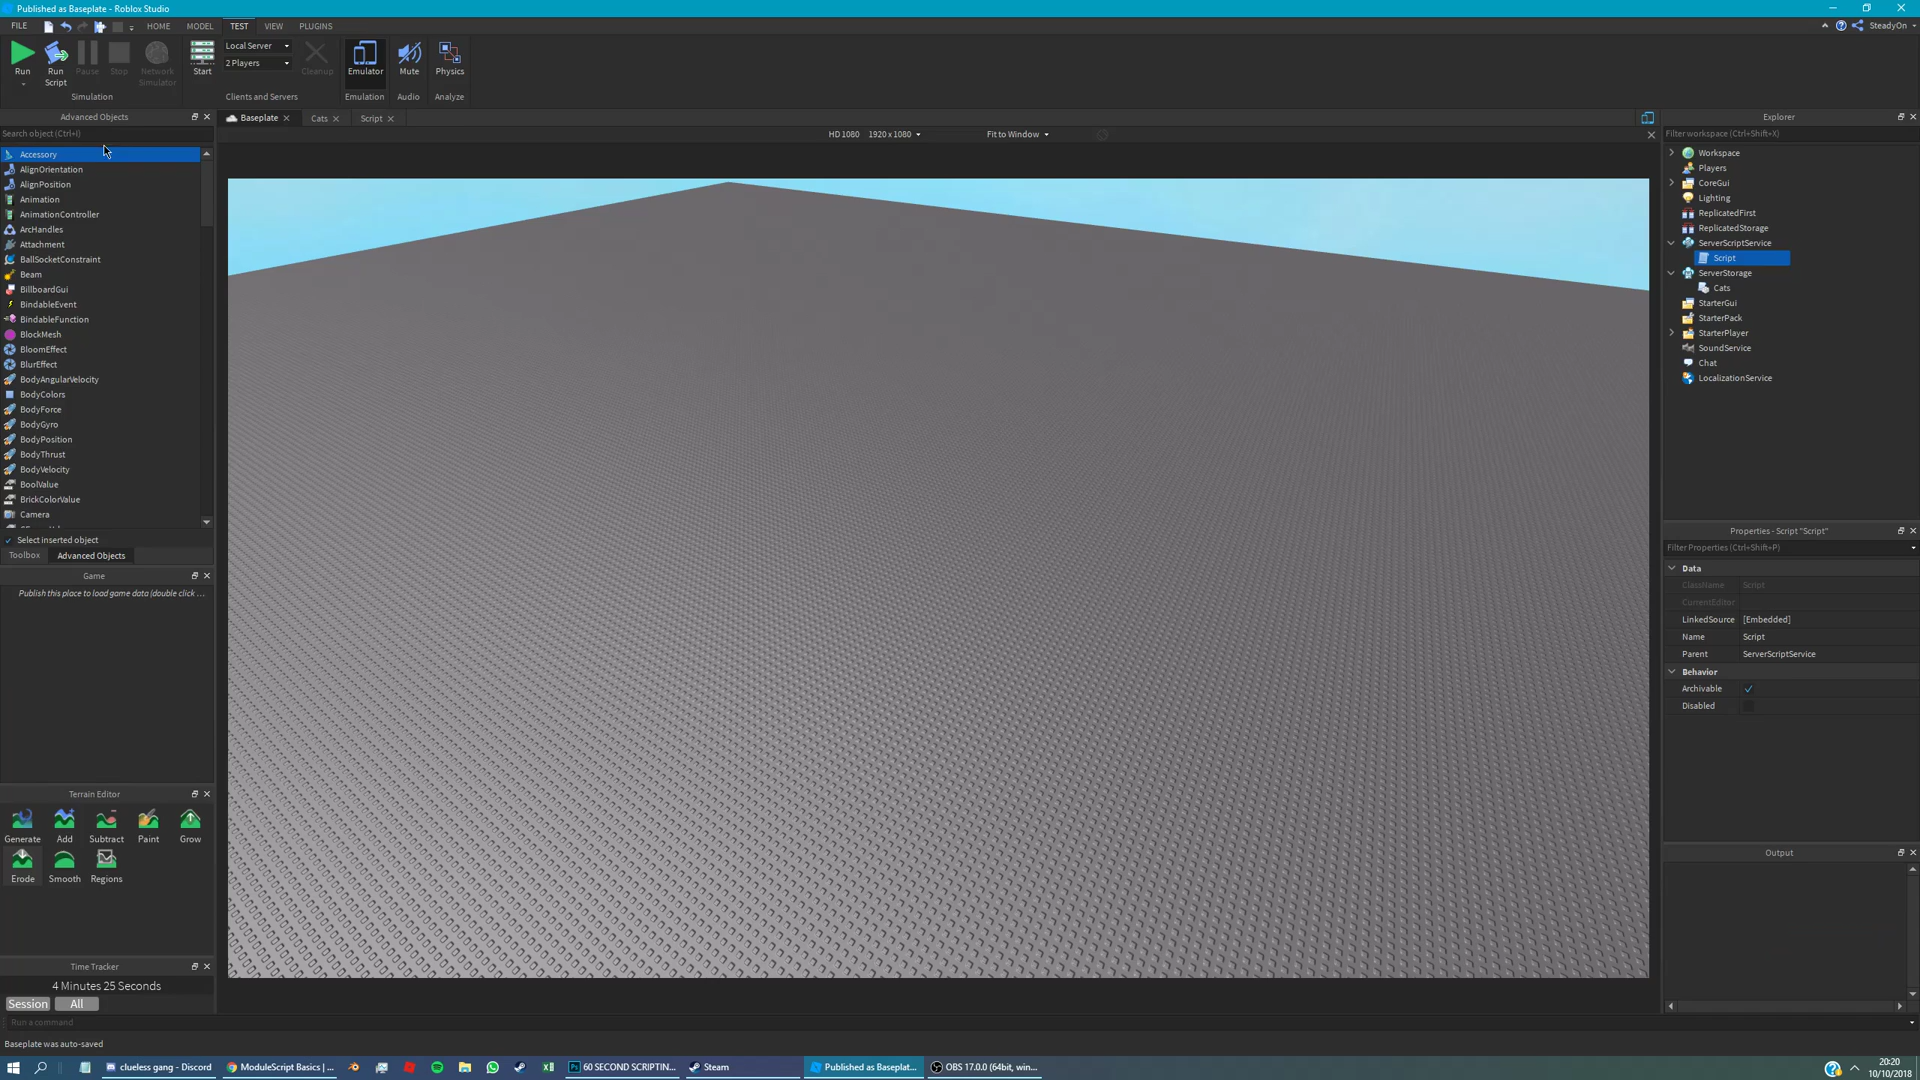 Published as Baseplate - Roblox Studio
FILE
HOME
MODEL
TEST
VIEW
PLUGINS
SteadyOn
Run
Run
Script
Pause
Stop
Network
Simulator
Simulation
Start
Local Server
2 Players
Cleanup
Clients and Servers
Emulator
Emulation
Mute
Audio
Physics
Analyze
Advanced Objects
Search object (Ctrl+I)
Accessory
AlignOrientation
AlignPosition
Animation
AnimationController
ArcHandles
Attachment
BallSocketConstraint
Beam
BillboardGui
BindableEvent
BindableFunction
BlockMesh
BloomEffect
BlurEffect
BodyAngularVelocity
BodyColors
BodyForce
BodyGyro
BodyPosition
BodyThrust
BodyVelocity
BoolValue
BrickColorValue
Camera
Select inserted object
Toolbox
Advanced Objects
Game
Publish this place to load game data (double click ...
Terrain Editor
Generate
Add
Subtract
Paint
Grow
Erode
Smooth
Regions
Time Tracker
4 Minutes 25 Seconds
Session
All
Run a command
Baseplate was auto-saved
Baseplate
Cats
Script
HD 1080 1920 x 1080
Fit to Window
Explorer
Filter workspace (Ctrl+Shift+X)
Workspace
Players
CoreGui
Lighting
ReplicatedFirst
ReplicatedStorage
ServerScriptService
Script
ServerStorage
Cats
StarterGui
StarterPack
StarterPlayer
SoundService
Chat
LocalizationService
Properties - Script "Script"
Filter Properties (Ctrl+Shift+P)
Data
ClassName Script
CurrentEditor
LinkedSource [Embedded]
Name Script
Parent ServerScriptService
Behavior
Archivable
Disabled
Output
clueless gang - Discord
ModuleScript Basics | ...
60 SECOND SCRIPTIN...
Steam
Published as Baseplat...
OBS 17.0.0 (64bit, win...
20:20
10/10/2018